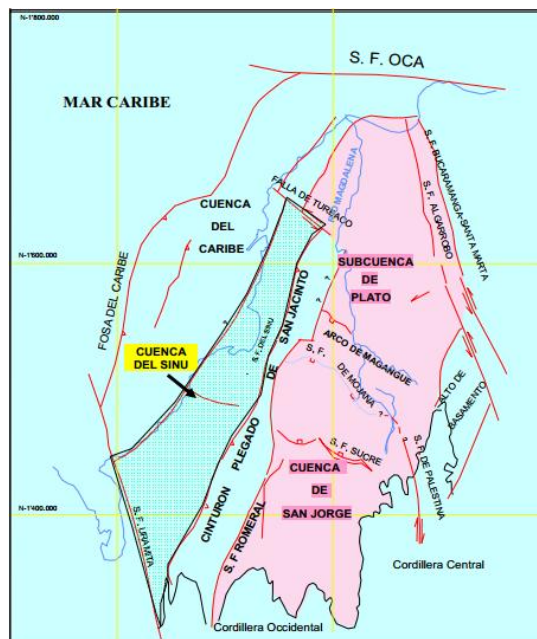 N-1'800.000
S. F. OCA
MAR CARIBE
FALLA DE TUREACO
RIO MAGDALENA
S.F. BUCARAMANGA-SANTA MARTA
S.F. ALGARROBO
CUENCA
DEL
CARIBE
FOSA DEL CARIBE
N-1'600.000
SUBCUENCA
DE
PLATO
S. F. DEL SINU
CINTURON PLEGADO DE SAN JACINTO
ARCO DE MAGANGUE
S. F. DE MOJANA
CUENCA
DEL SINU
ALTO DE
BASAMENTO
S.F. SUCRE
S. F. DE PALESTINA
CUENCA
DE
SAN JORGE
N-1'400.000
S. F. URAMITA
S. F ROMERAL
Cordillera Central
Cordillera Occidental